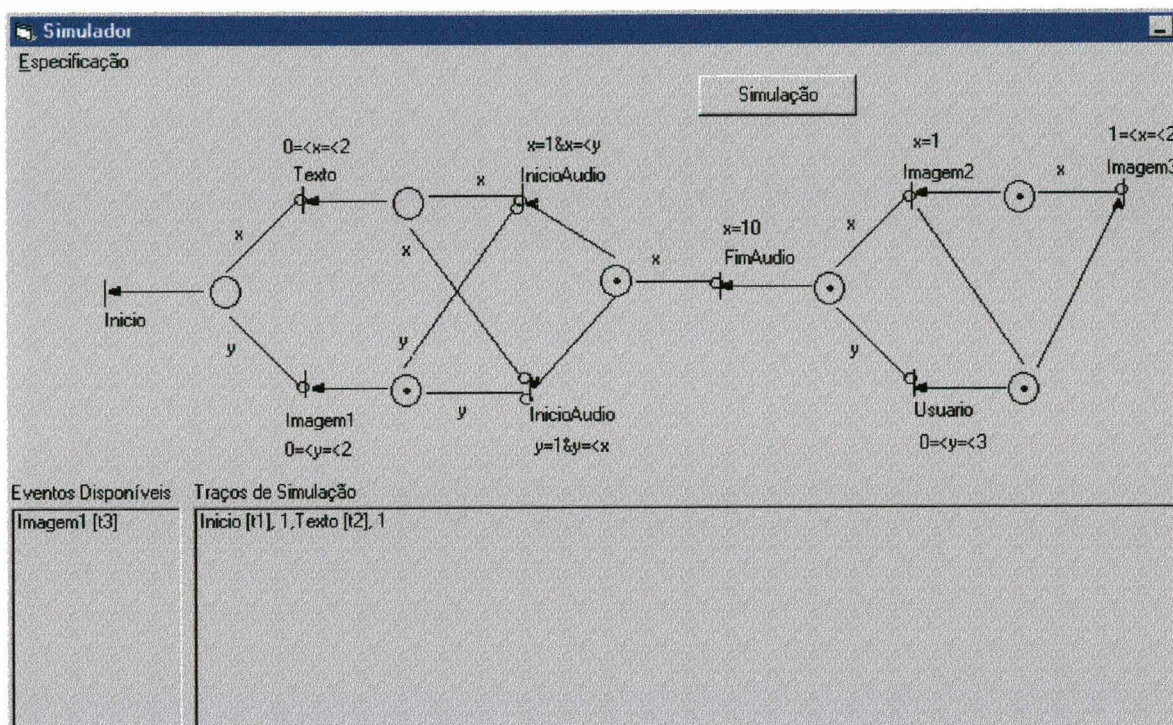 Simulador
Especificação
Simulação
0=<x=<2
Texto
x=1&x=<y
InicioAudio
x=1
Imagem2
1=<x=<2
Imagem3
x
x
x
x
x=10
FimAudio
x
x
Inicio
y
y
y
y
Imagem1
0=<y=<2
InicioAudio
y=1&y=<x
Usuario
0=<y=<3
Eventos Disponíveis
Traços de Simulação
Imagem1 [t3]
Inicio [t1], 1,Texto [t2], 1